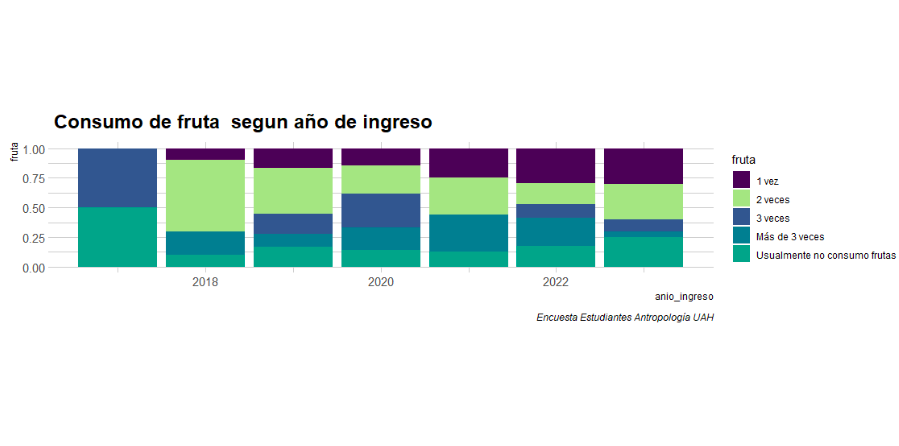 Consumo de fruta  segun año de ingreso
fruta
1.00
0.75
0.50
0.25
0.00
2018
2020
2022
anio_ingreso
Encuesta Estudiantes Antropología UAH
fruta
1 vez
2 veces
3 veces
Más de 3 veces
Usualmente no consumo frutas